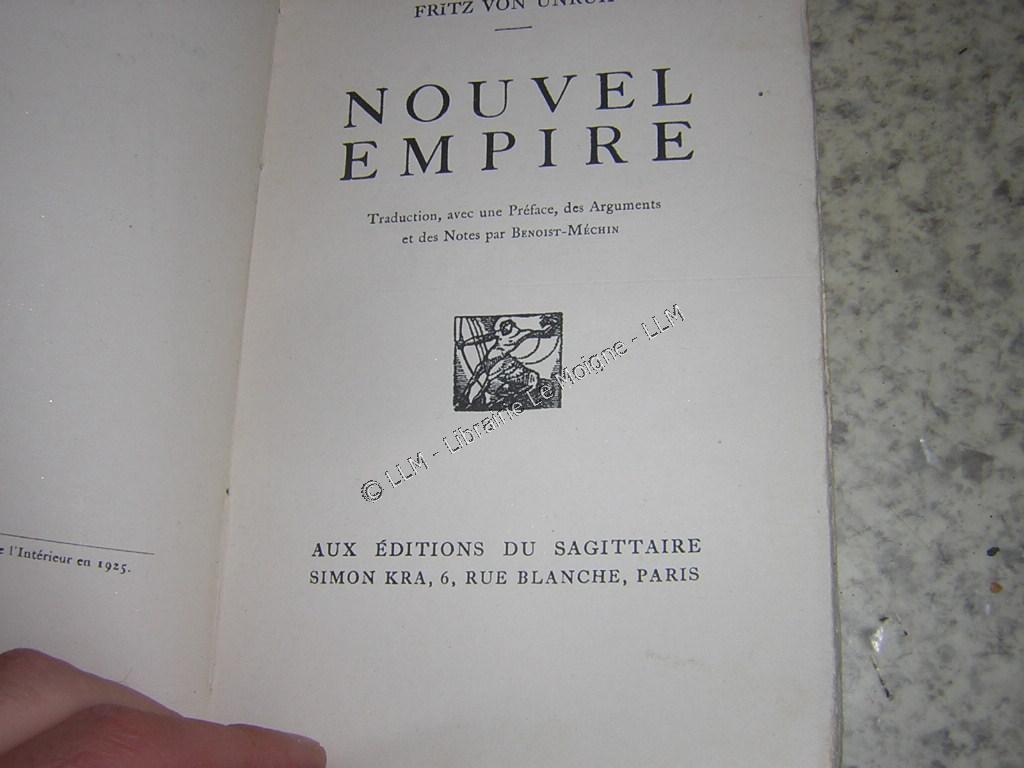 FRITZ VON UNRUH
NOUVEL
EMPIRE
Traduction, avec une Préface, des Arguments
et des Notes par BENOIST-MÉCHIN
© LLM - Librairie Le Moigne - LLM
AUX ÉDITIONS DU SAGITTAIRE
SIMON KRA, 6, RUE BLANCHE, PARIS
l'Intérieur en 1925.